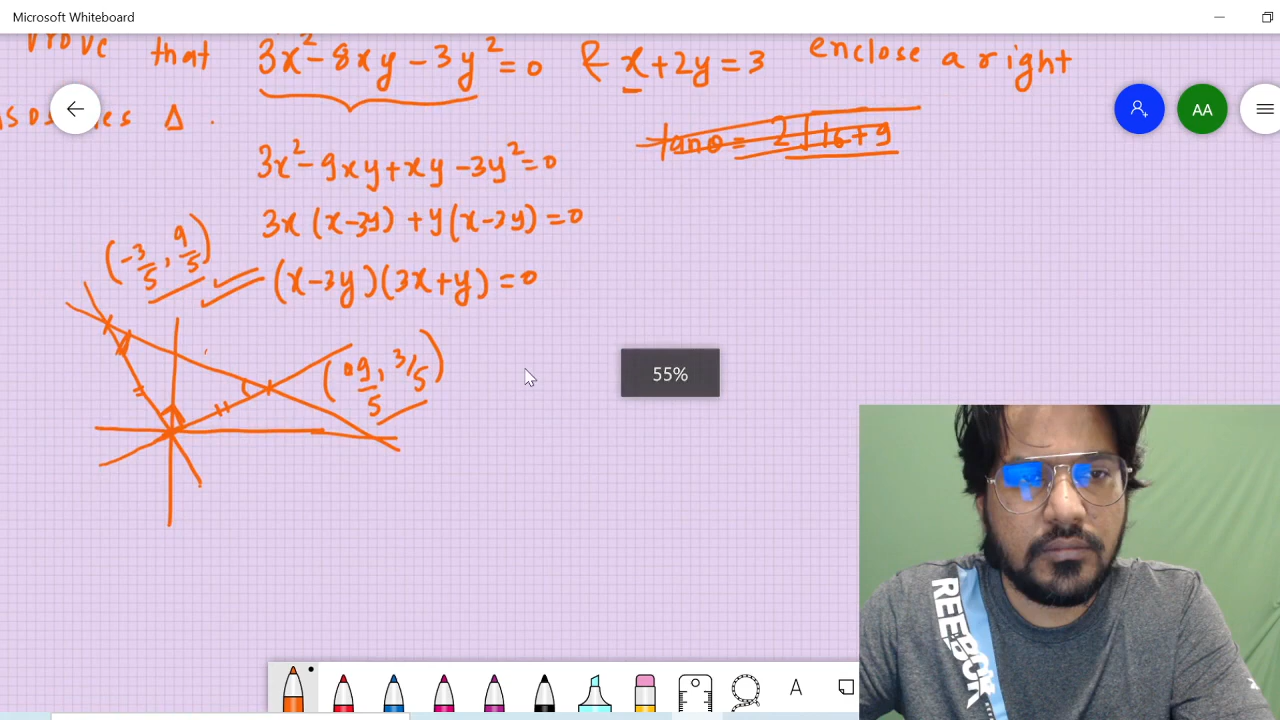 Microsoft Whiteboard
Prove that 3x²-8xy-3y²=0 & x+2y=3 enclose a right
Δ.
tanθ = 2√16+9
3x²-9xy+xy-3y²=0
3x(x-3y)+y(x-3y)=0
(x-3y)(3x+y)=0
(-3/5, 9/5)
(9/5, 3/5)
55%
AA
A
REEBOK